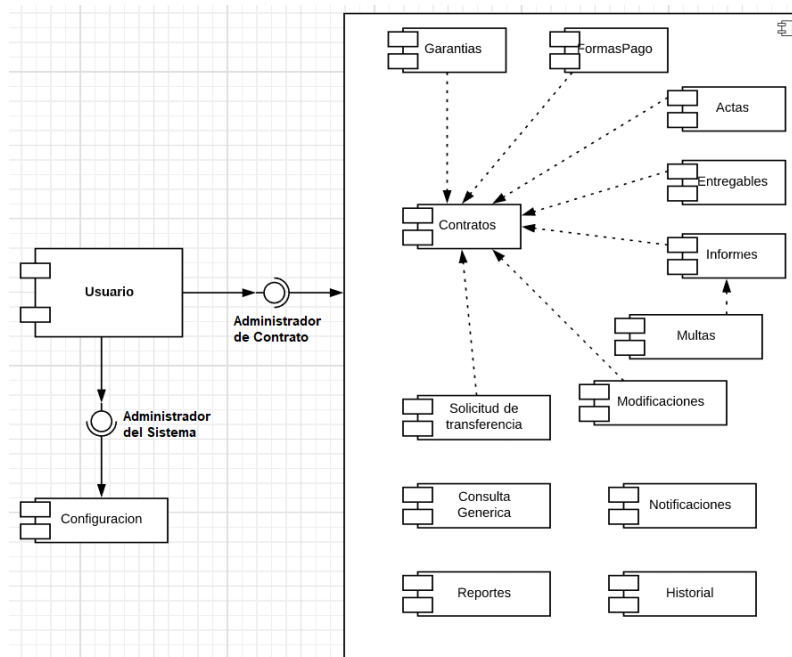 Garantias
FormasPago
Actas
Entregables
Contratos
Informes
Usuario
Administrador
de Contrato
Multas
Modificaciones
Solicitud de
transferencia
Administrador
del Sistema
Configuracion
Consulta
Generica
Notificaciones
Reportes
Historial